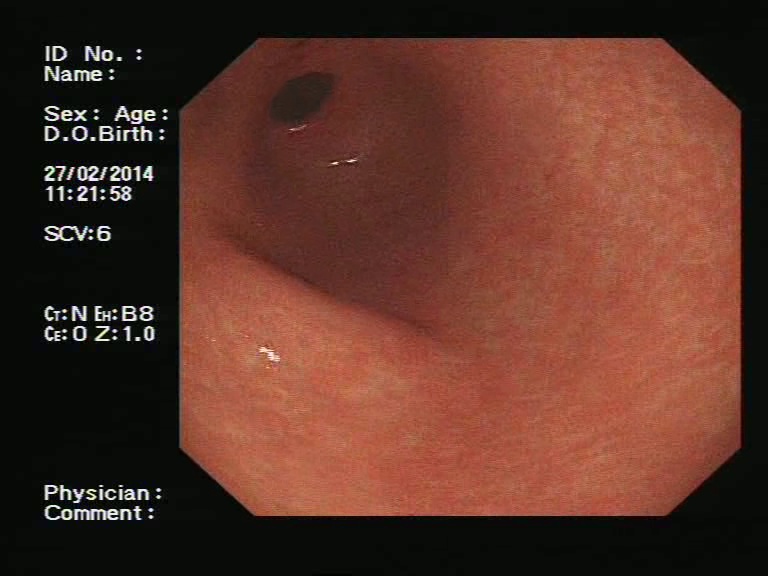 ID No. :
Name:
Sex: Age:
D.O.Birth:
27/02/2014
11:21:58
SCV:6
CT:N EH:B8
CE:0 Z:1.0
Physician:
Comment: